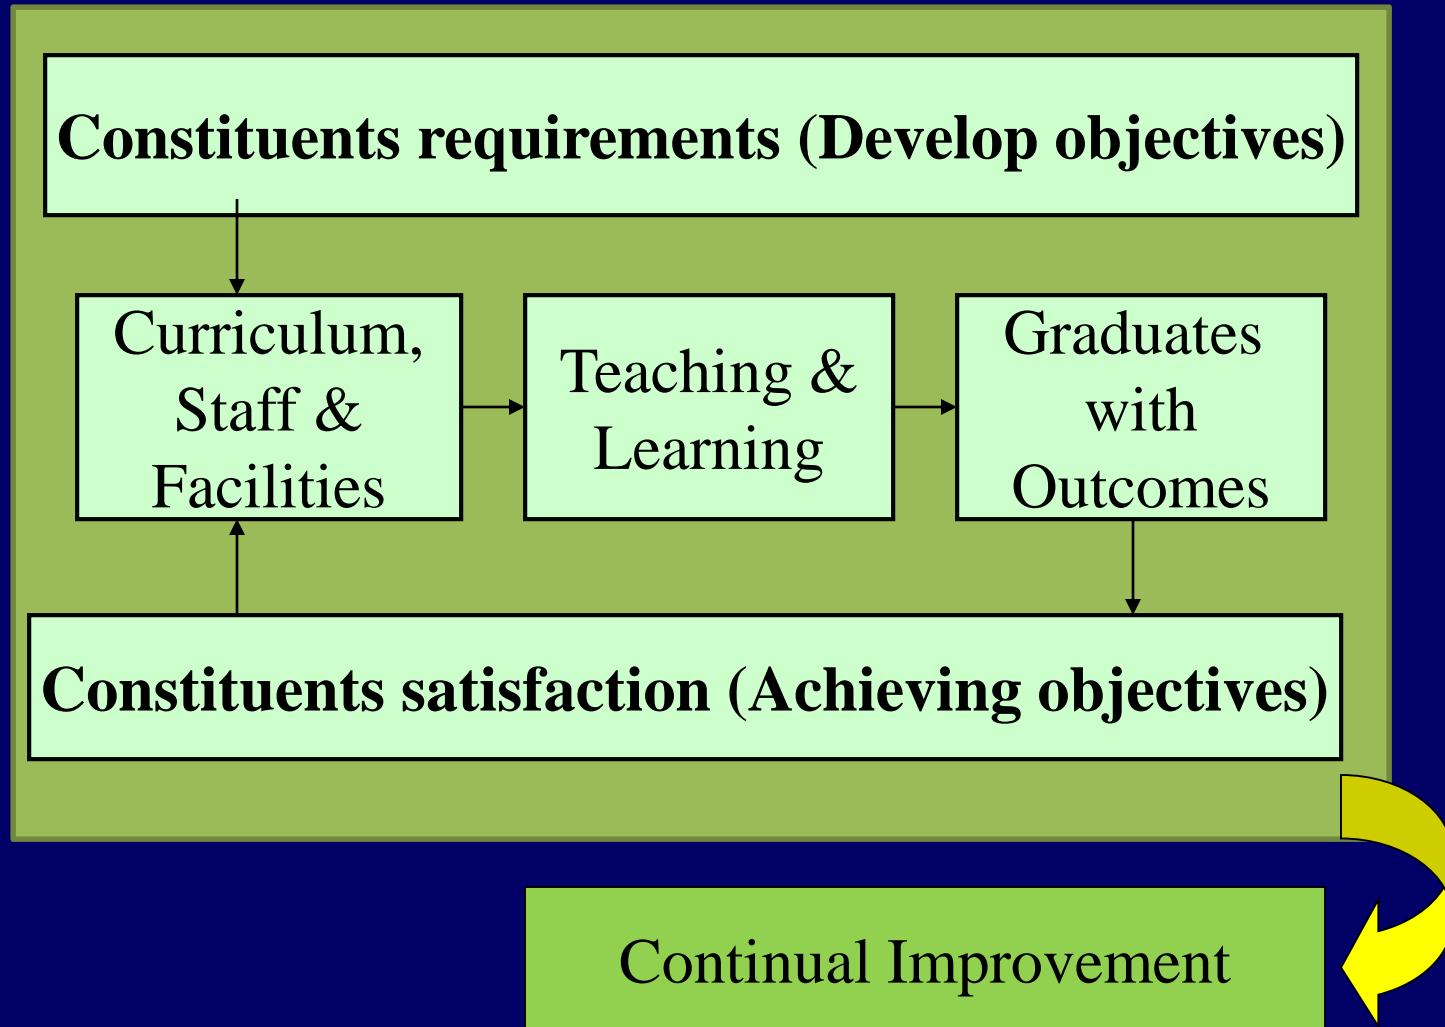 Constituents requirements (Develop objectives)
Curriculum,
Staff &
Facilities
Teaching &
Learning
Graduates
with
Outcomes
Constituents satisfaction (Achieving objectives)
Continual Improvement